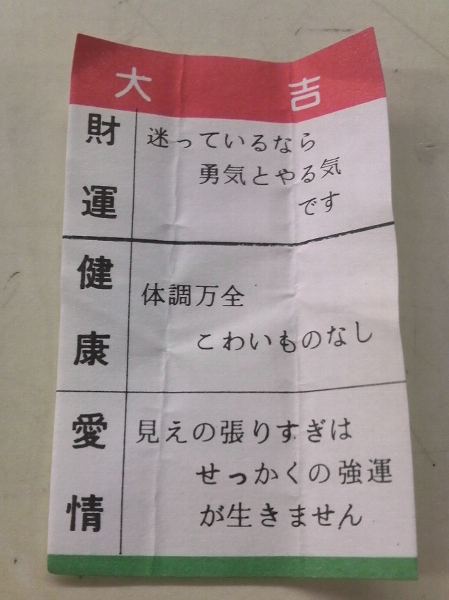 大吉
財運
迷っているなら
勇気とやる気
です
健康
体調万全
こわいものなし
愛情
見えの張りすぎは
せっかくの強運
が生きません